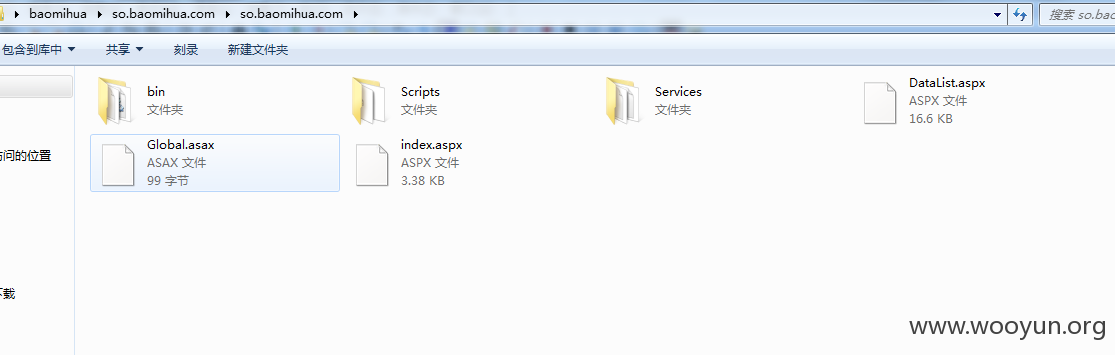 baomihua ▸ so.baomihua.com ▸ so.baomihua.com ▸
搜索 so.bao
包含到库中 共享 刻录 新建文件夹
bin
文件夹
Scripts
文件夹
Services
文件夹
DataList.aspx
ASPX 文件
16.6 KB
Global.asax
ASAX 文件
99 字节
index.aspx
ASPX 文件
3.38 KB
访问的位置
下载
www.wooyun.org